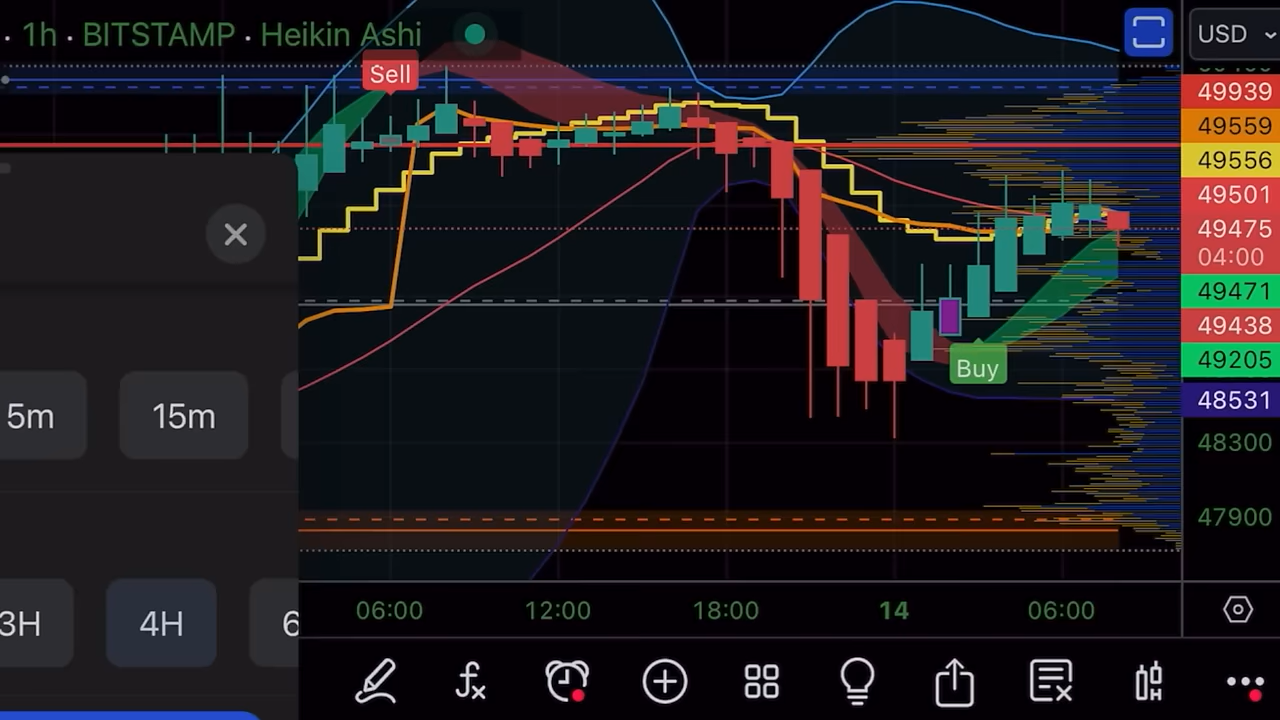 · 1h · BITSTAMP · Heikin Ashi
USD
Sell
49939
49559
49556
49501
49475
04:00
49471
49438
49205
48531
48300
47900
Buy
5m
15m
3H
4H
6
06:00
12:00
18:00
14
06:00